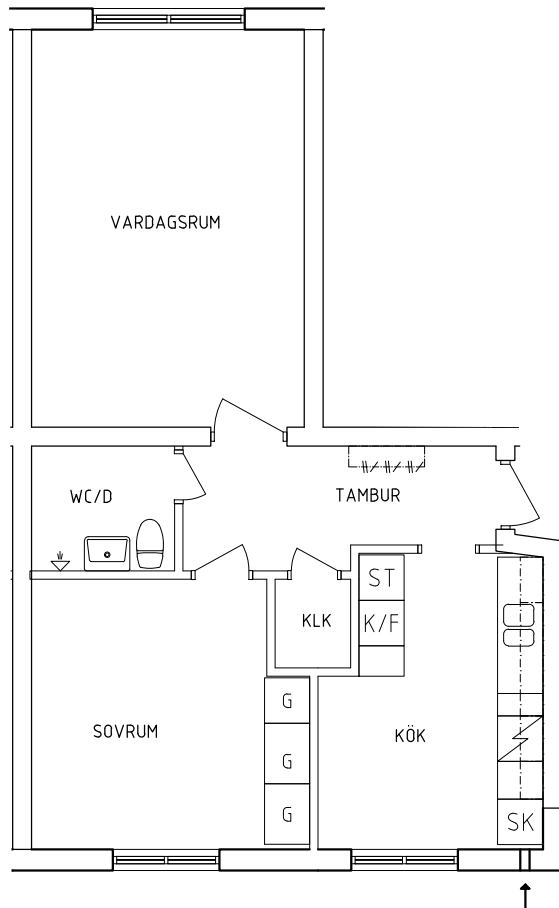 VARDAGSRUM
WC/D
TAMBUR
ST
KLK
K/F
G
SOVRUM
KÖK
G
G
SK